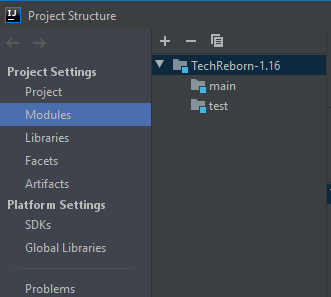 IJ Project Structure
Project Settings
Project
Modules
Libraries
Facets
Artifacts
Platform Settings
SDKs
Global Libraries
Problems
TechReborn-1.16
main
test